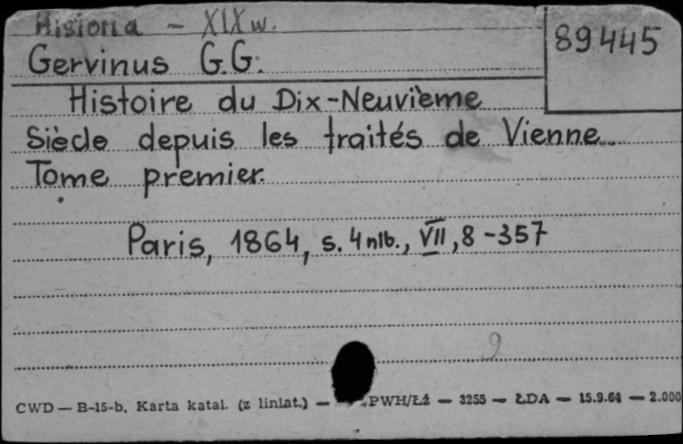 Historia - XIX w.
89445
Gervinus G.G.
Histoire du Dix-Neuvième
Siècle depuis les traités de Vienne
Tome premier.
Paris, 1864, s. 4 nlb., VII, 8-357
9
CWD — B-15-b, Karta katal. (z liniat.) — PWH/Łź — 3255 — ŁDA — 15.9.64 — 2.000